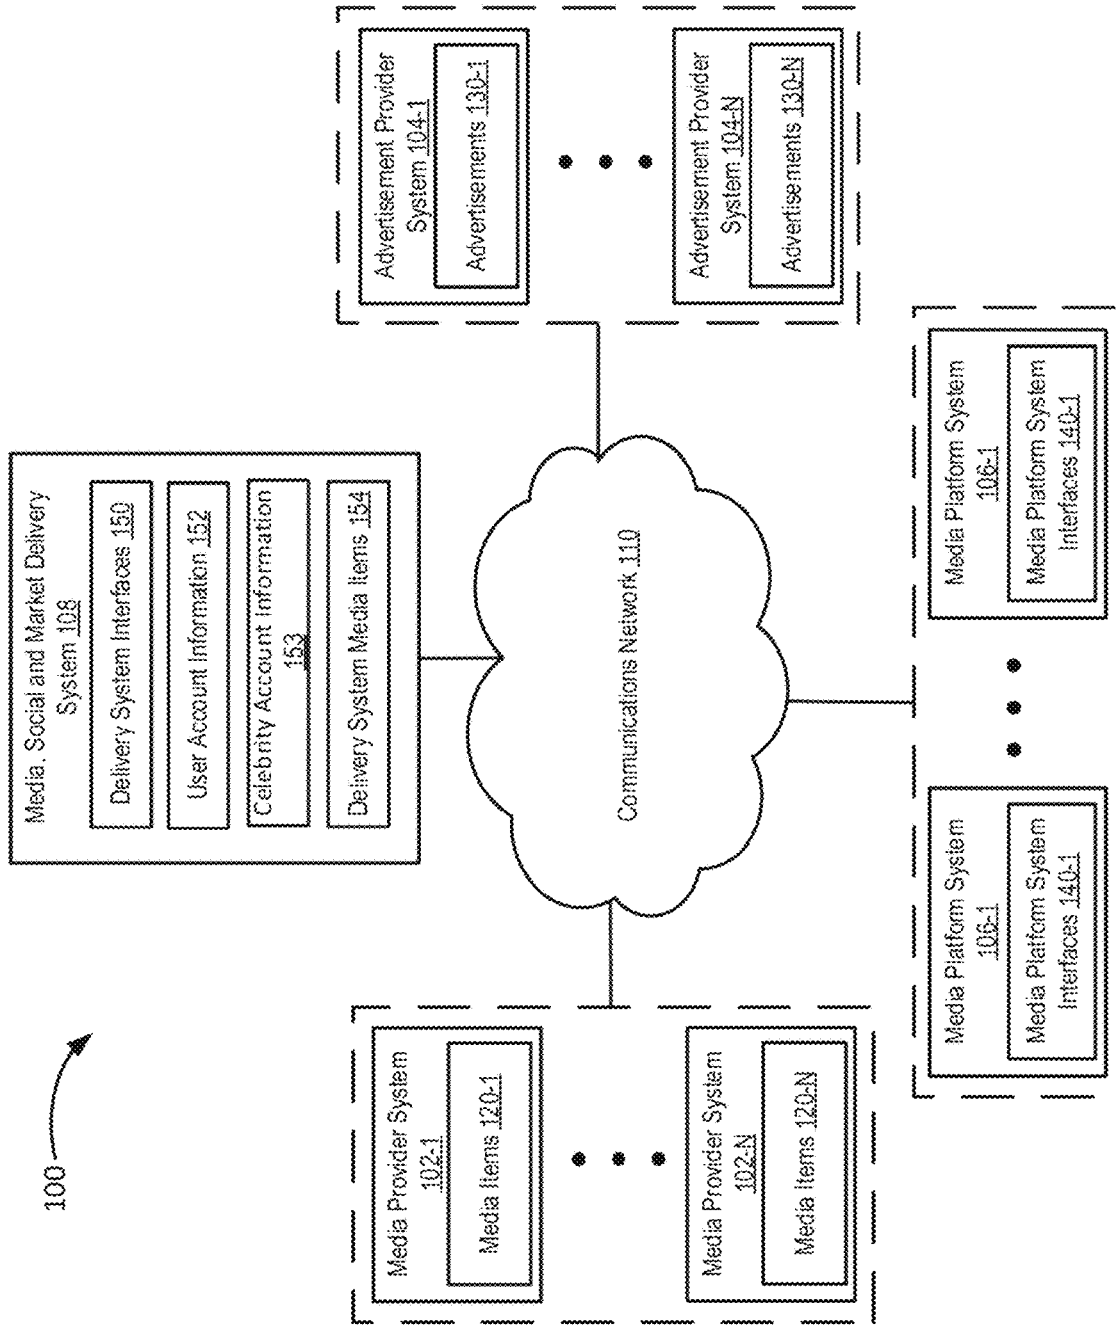 100
Media, Social and Market Delivery
System 108
Delivery System Interfaces 150
User Account Information 152
Celebrity Account Information
153
Delivery System Media Items 154
Media Provider System
102-1
Media Items 120-1
Media Provider System
102-N
Media Items 120-N
Communications Network 110
Advertisement Provider
System 104-1
Advertisements 130-1
Advertisement Provider
System 104-N
Advertisements 130-N
Media Platform System
106-1
Media Platform System
Interfaces 140-1
Media Platform System
106-1
Media Platform System
Interfaces 140-1